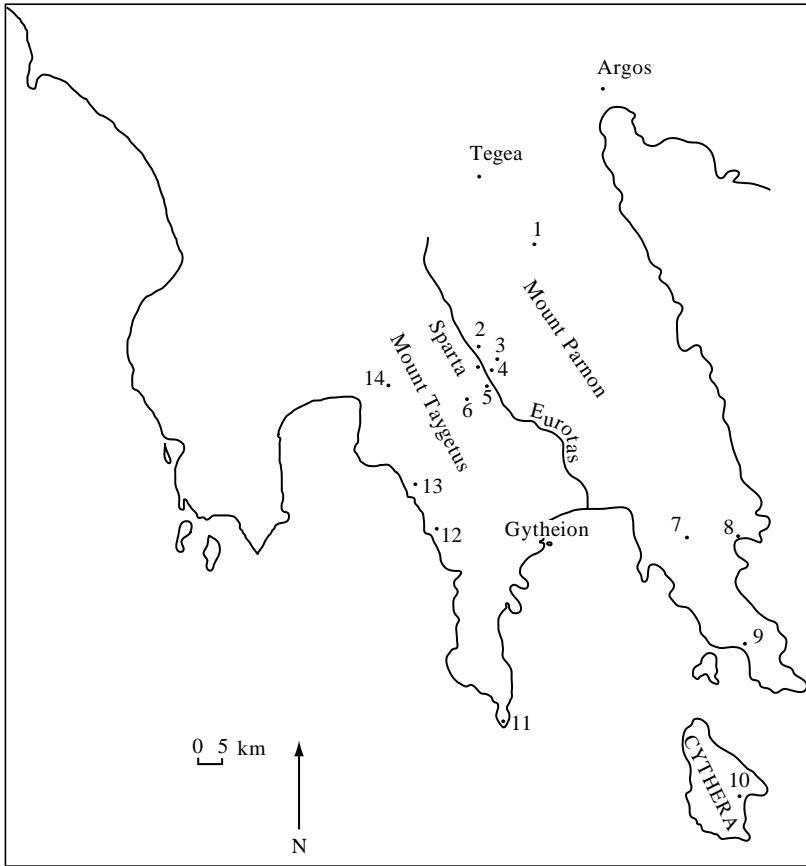 Argos
Tegea
1
Mount Parnon
2
Sparta
3
4
Mount Taygetus
14
5
6
Eurotas
13
12
Gytheion
7
8
9
11
0 5 km
CYTHERA
10
N